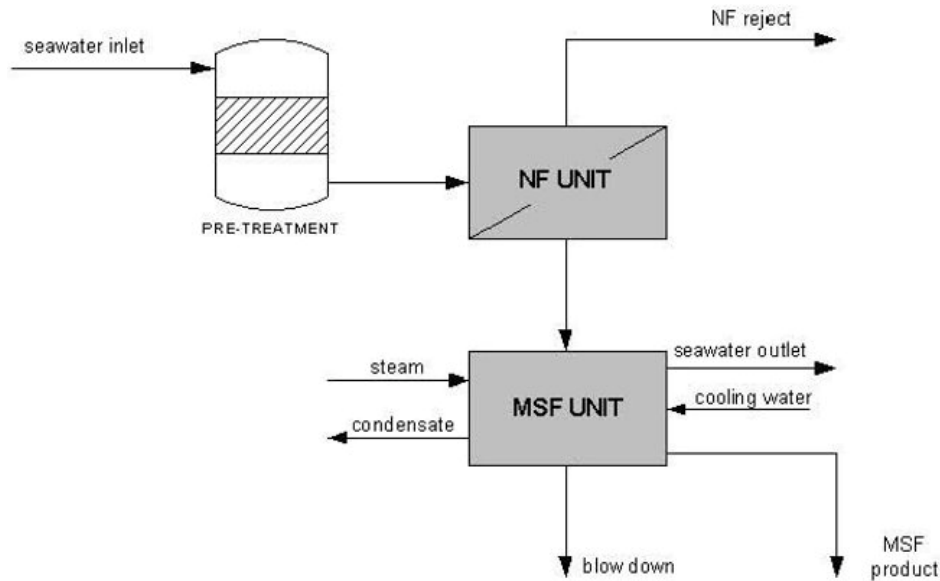 NF reject
seawater inlet
NF UNIT
PRE-TREATMENT
seawater outlet
steam
cooling water
MSF UNIT
condensate
MSF
product
blow down